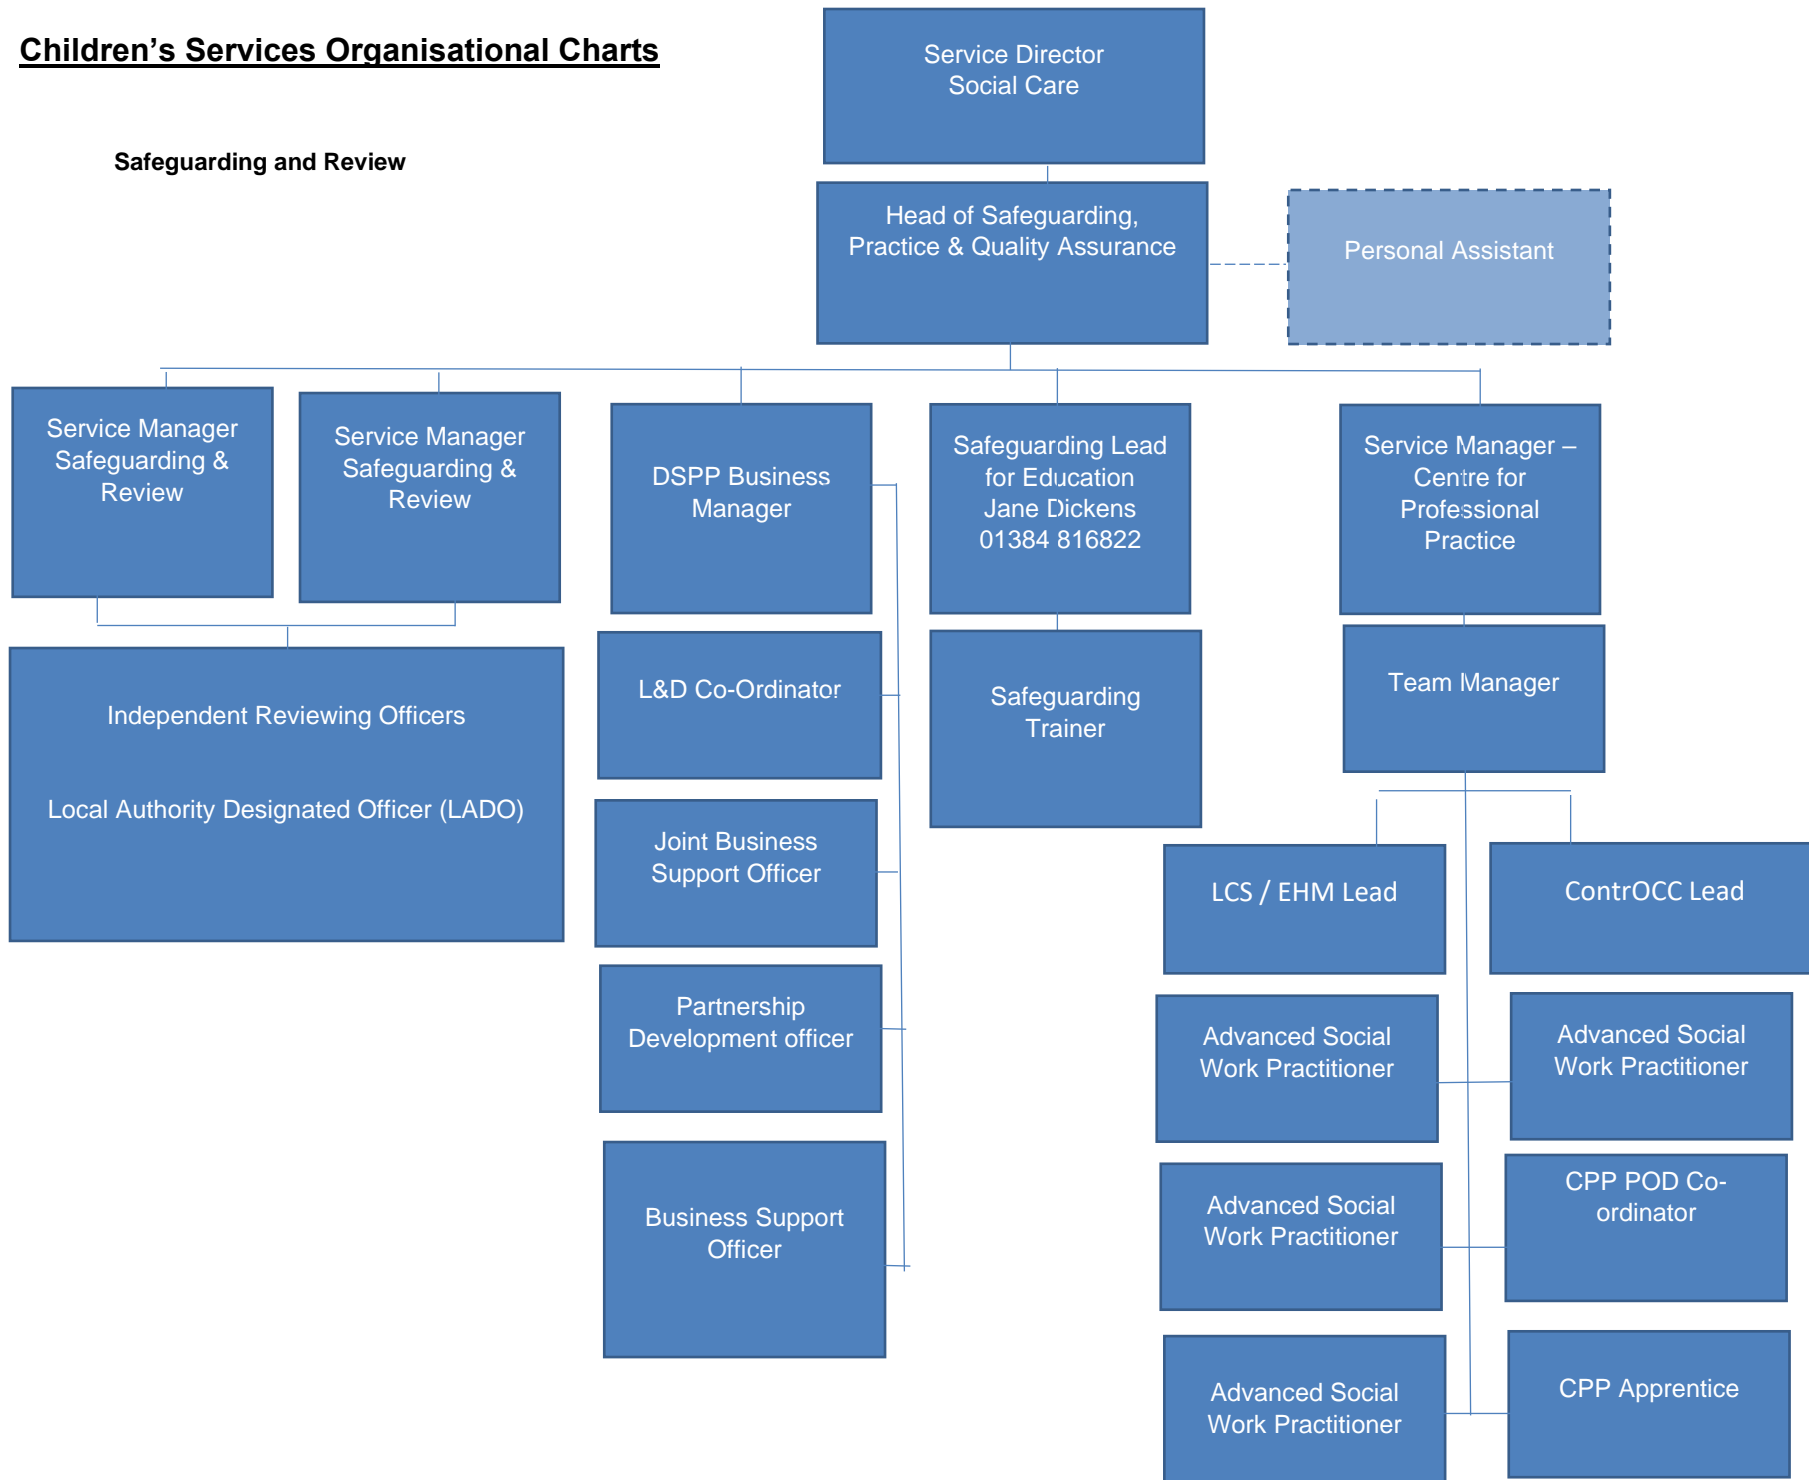 Children's Services Organisational Charts
Safeguarding and Review
Service Director
Social Care
Head of Safeguarding,
Practice & Quality Assurance
Personal Assistant
Service Manager
Safeguarding &
Review
Service Manager
Safeguarding &
Review
DSPP Business
Manager
Safeguarding Lead
for Education
Jane Dickens
01384 816822
Service Manager –
Centre for
Professional
Practice
Independent Reviewing Officers
Local Authority Designated Officer (LADO)
L&D Co-Ordinator
Joint Business
Support Officer
Partnership
Development officer
Business Support
Officer
Safeguarding
Trainer
Team Manager
LCS / EHM Lead
ContrOCC Lead
Advanced Social
Work Practitioner
Advanced Social
Work Practitioner
Advanced Social
Work Practitioner
CPP POD Co-
ordinator
Advanced Social
Work Practitioner
CPP Apprentice